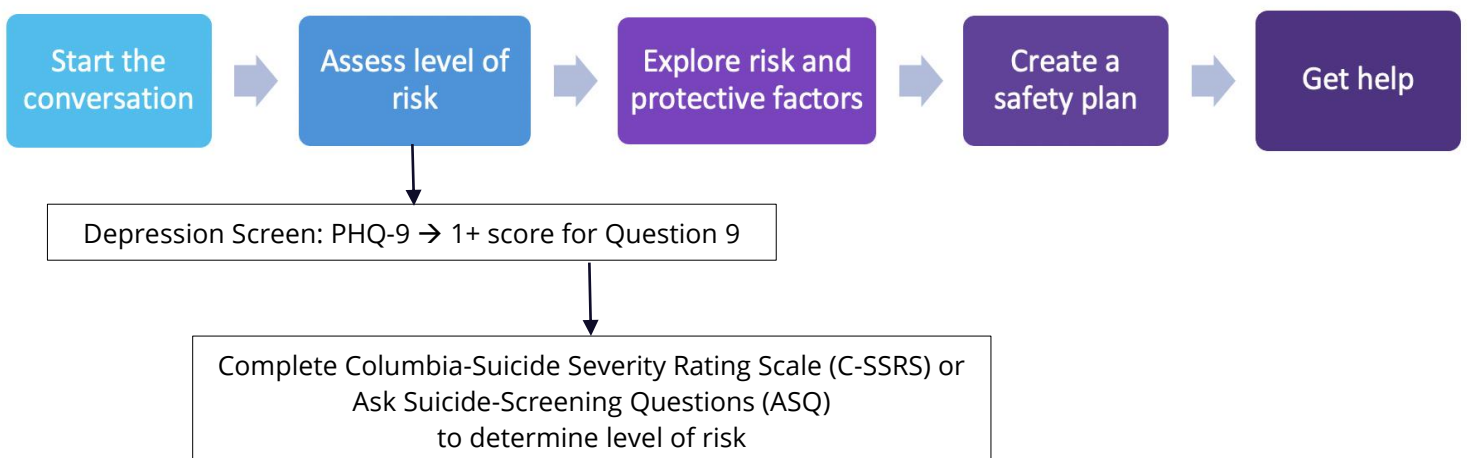 Start the
conversation
Assess level of
risk
Explore risk and
protective factors
Create a
safety plan
Get help
Depression Screen: PHQ-9 → 1+ score for Question 9
Complete Columbia-Suicide Severity Rating Scale (C-SSRS) or
Ask Suicide-Screening Questions (ASQ)
to determine level of risk